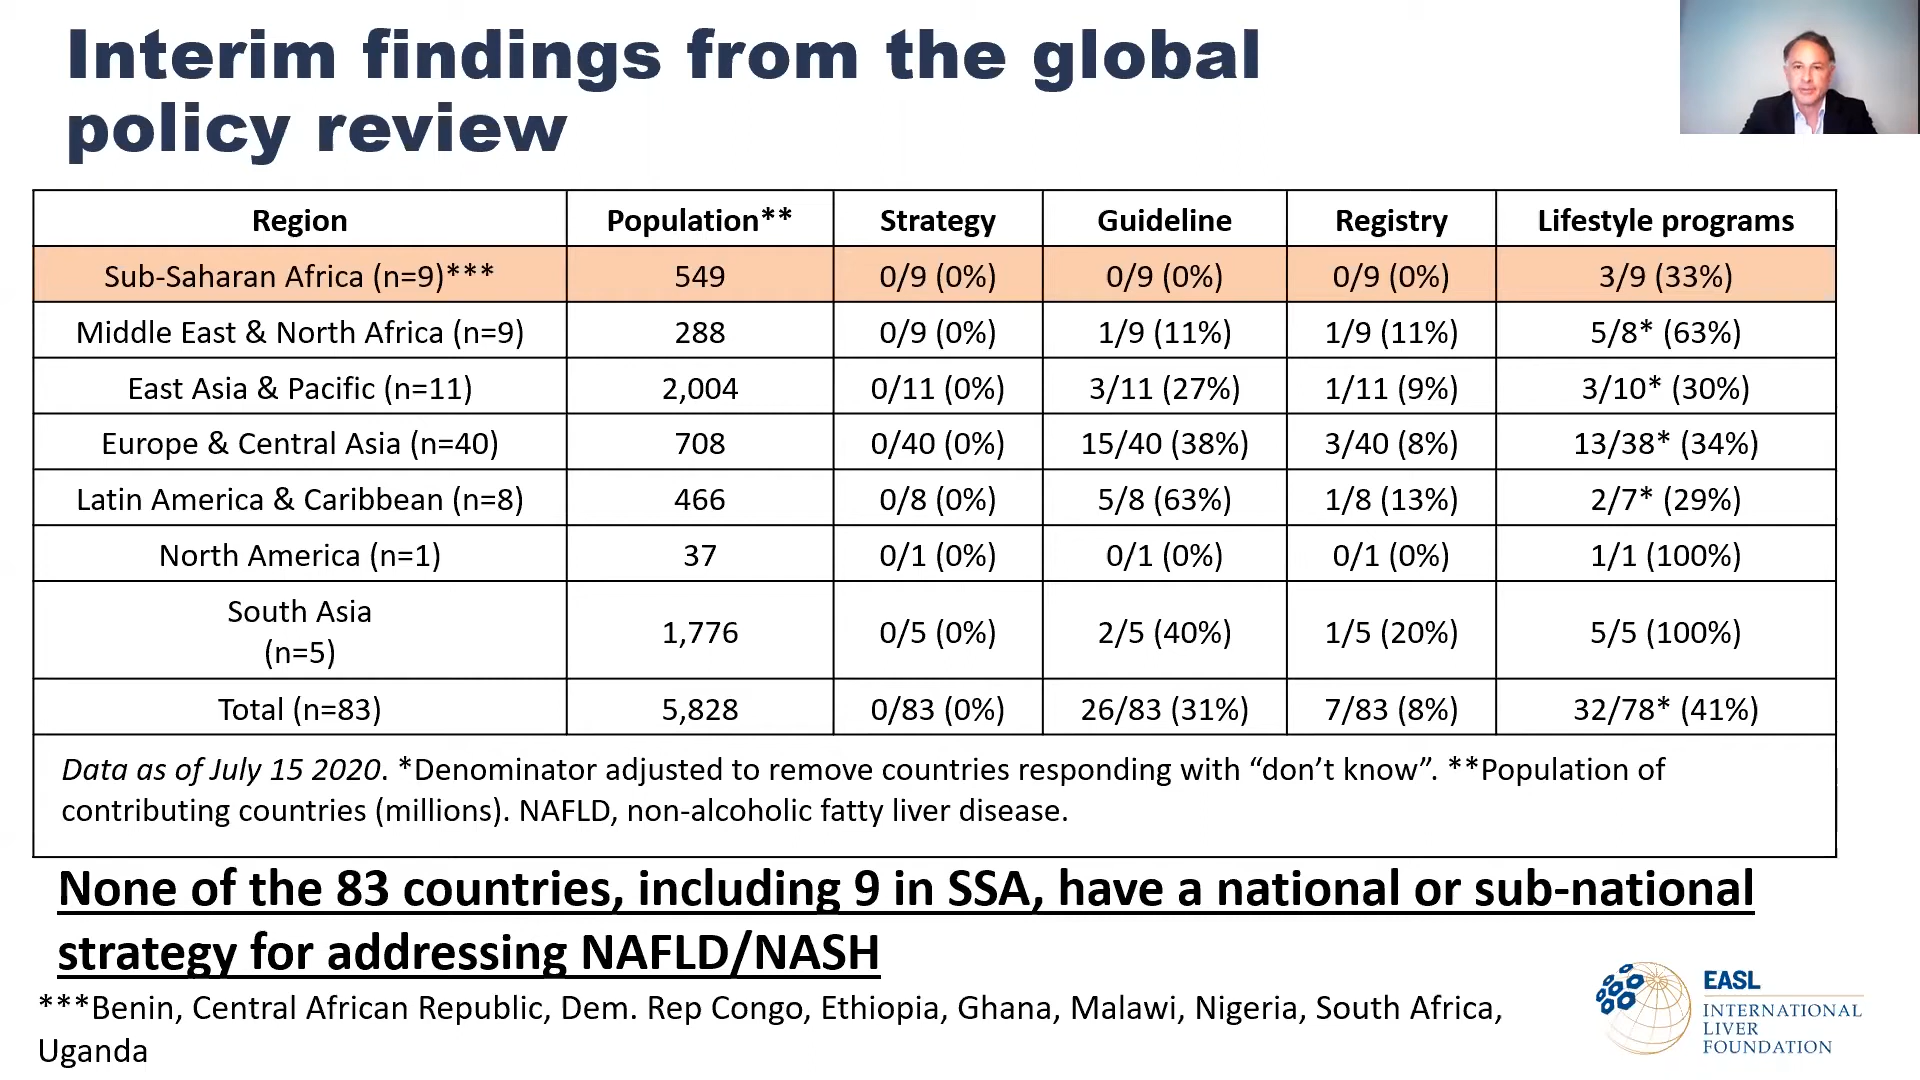 Interim findings from the global
policy review
Region Population** Strategy Guideline Registry Lifestyle programs
Sub-Saharan Africa (n=9)*** 549 0/9 (0%) 0/9 (0%) 0/9 (0%) 3/9 (33%)
Middle East & North Africa (n=9) 288 0/9 (0%) 1/9 (11%) 1/9 (11%) 5/8* (63%)
East Asia & Pacific (n=11) 2,004 0/11 (0%) 3/11 (27%) 1/11 (9%) 3/10* (30%)
Europe & Central Asia (n=40) 708 0/40 (0%) 15/40 (38%) 3/40 (8%) 13/38* (34%)
Latin America & Caribbean (n=8) 466 0/8 (0%) 5/8 (63%) 1/8 (13%) 2/7* (29%)
North America (n=1) 37 0/1 (0%) 0/1 (0%) 0/1 (0%) 1/1 (100%)
South Asia
(n=5) 1,776 0/5 (0%) 2/5 (40%) 1/5 (20%) 5/5 (100%)
Total (n=83) 5,828 0/83 (0%) 26/83 (31%) 7/83 (8%) 32/78* (41%)
Data as of July 15 2020. *Denominator adjusted to remove countries responding with “don’t know”. **Population of
contributing countries (millions). NAFLD, non-alcoholic fatty liver disease.
None of the 83 countries, including 9 in SSA, have a national or sub-national
strategy for addressing NAFLD/NASH
***Benin, Central African Republic, Dem. Rep Congo, Ethiopia, Ghana, Malawi, Nigeria, South Africa,
Uganda
EASL
INTERNATIONAL
LIVER
FOUNDATION